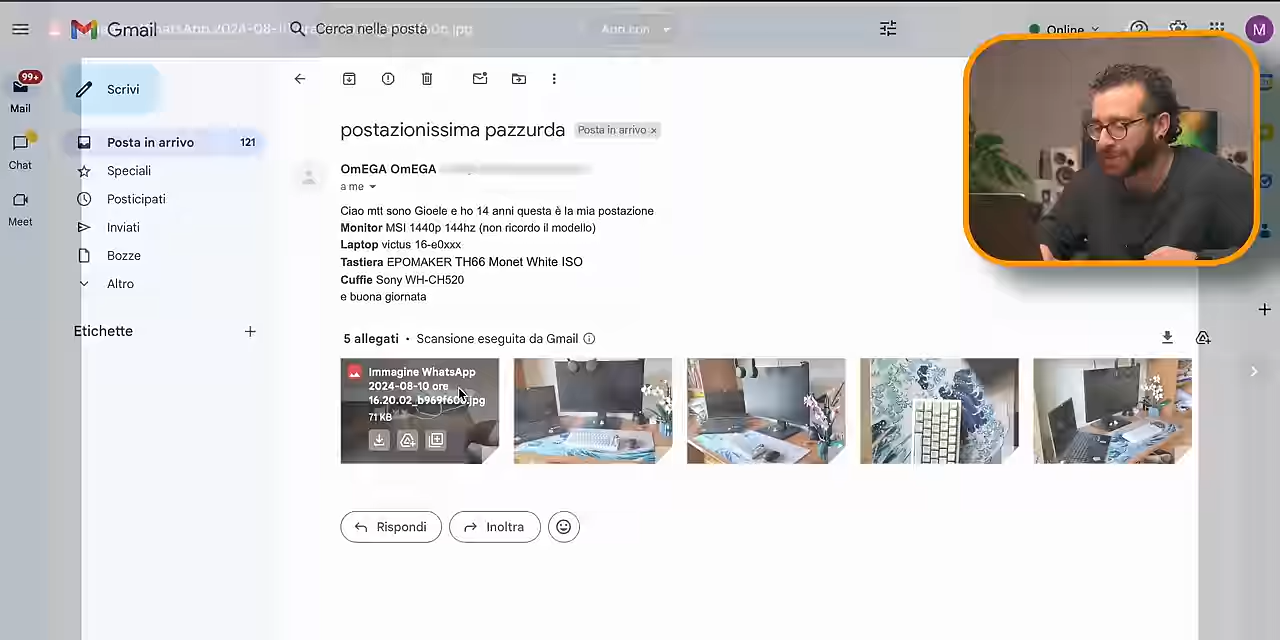 Gmail
Cerca nella posta
Online
M
99+
Mail
Scrivi
Chat
Meet
Posta in arrivo 121
Speciali
Posticipati
Inviati
Bozze
Altro
Etichette
postazionissima pazzurda Posta in arrivo ×
OmEGA OmEGA
a me
Ciao mtt sono Gioele e ho 14 anni questa è la mia postazione
Monitor MSI 1440p 144hz (non ricordo il modello)
Laptop victus 16-e0xxx
Tastiera EPOMAKER TH66 Monet White ISO
Cuffie Sony WH-CH520
e buona giornata
5 allegati • Scansione eseguita da Gmail
Immagine WhatsApp
2024-08-10 ore
71 KB
Rispondi
Inoltra